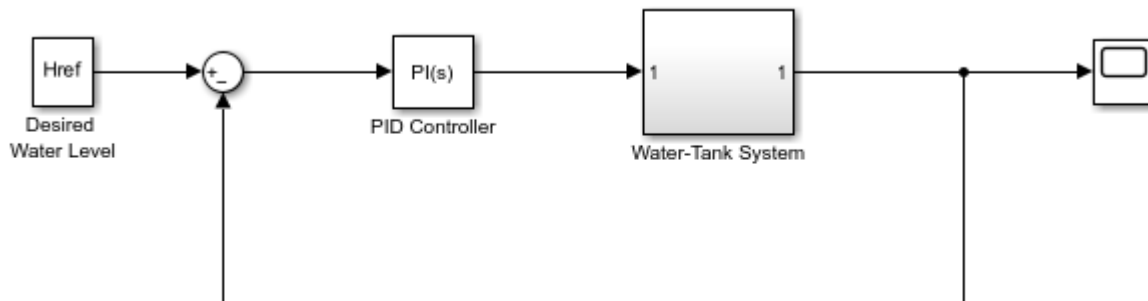 Href
+
−
PI(s)
1
1
Desired
Water Level
PID Controller
Water-Tank System